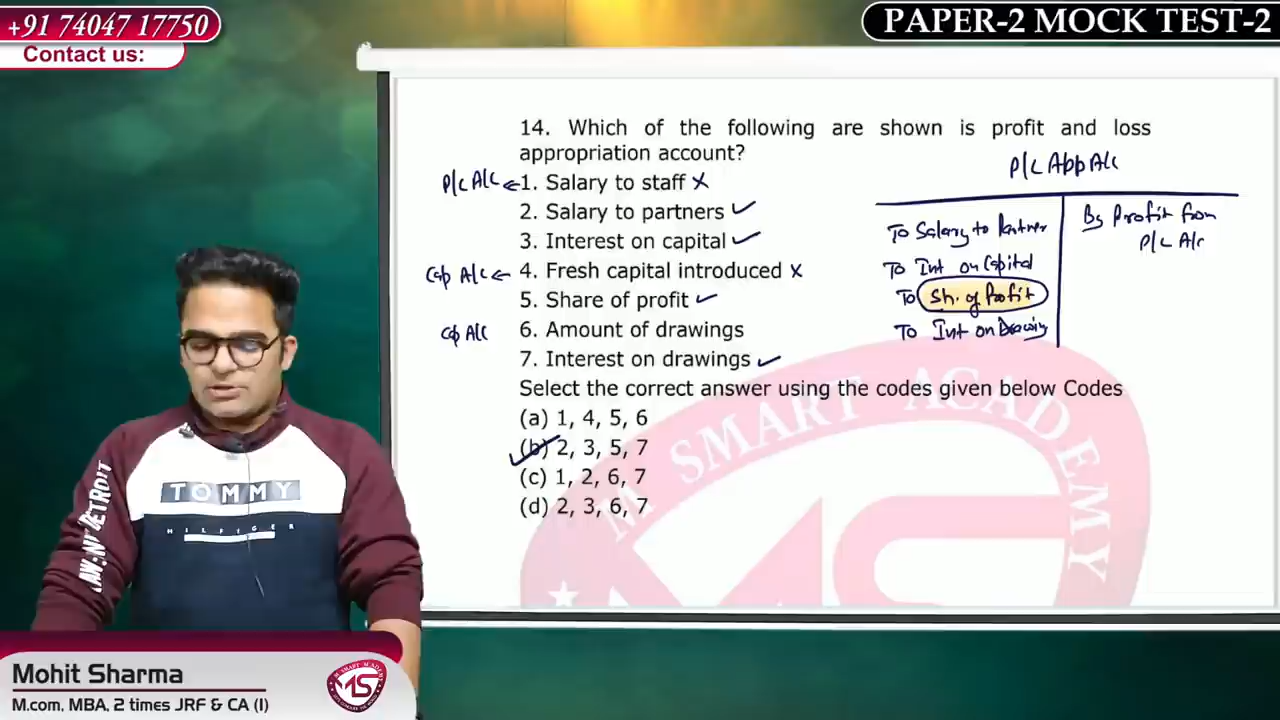 +91 74047 17750
Contact us:
PAPER-2 MOCK TEST-2
14. Which of the following are shown is profit and loss
appropriation account?
P/L A/c ← 1. Salary to staff ×
2. Salary to partners ✓
3. Interest on capital ✓
Cap A/c ← 4. Fresh capital introduced ×
5. Share of profit ✓
Cap A/c 6. Amount of drawings
7. Interest on drawings ✓
Select the correct answer using the codes given below Codes
(a) 1, 4, 5, 6
(b) 2, 3, 5, 7
(c) 1, 2, 6, 7
(d) 2, 3, 6, 7
P/L App A/c
To Salary to Partner
To Int on Capital
To Sh. of Profit
To Int on Drawing
By Profit from
P/L A/c
M SMART ACADEMY
MS
TOMMY
HILFIGER
Mohit Sharma
M.com, MBA, 2 times JRF & CA (I)
M SMART ACADEMY
MS